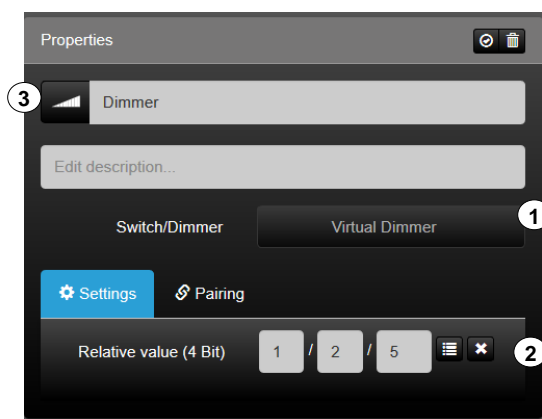 Properties
3
Dimmer
Edit description...
Switch/Dimmer Virtual Dimmer
1
Settings Pairing
Relative value (4 Bit) 1 / 2 / 5
2